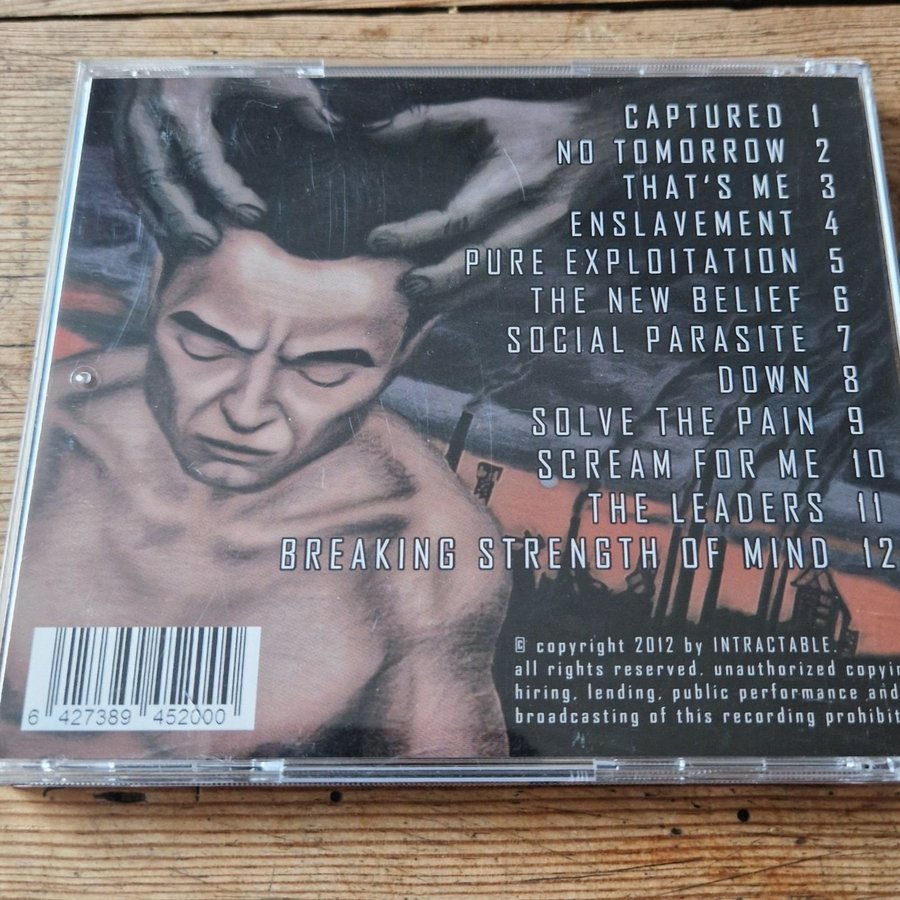 CAPTURED 1
NO TOMORROW 2
THAT'S ME 3
ENSLAVEMENT 4
PURE EXPLOITATION 5
THE NEW BELIEF 6
SOCIAL PARASITE 7
DOWN 8
SOLVE THE PAIN 9
SCREAM FOR ME 10
THE LEADERS 11
BREAKING STRENGTH OF MIND 12
© copyright 2012 by INTRACTABLE.
all rights reserved. unauthorized copyin
hiring, lending, public performance and
broadcasting of this recording prohibit
6 427389 452000